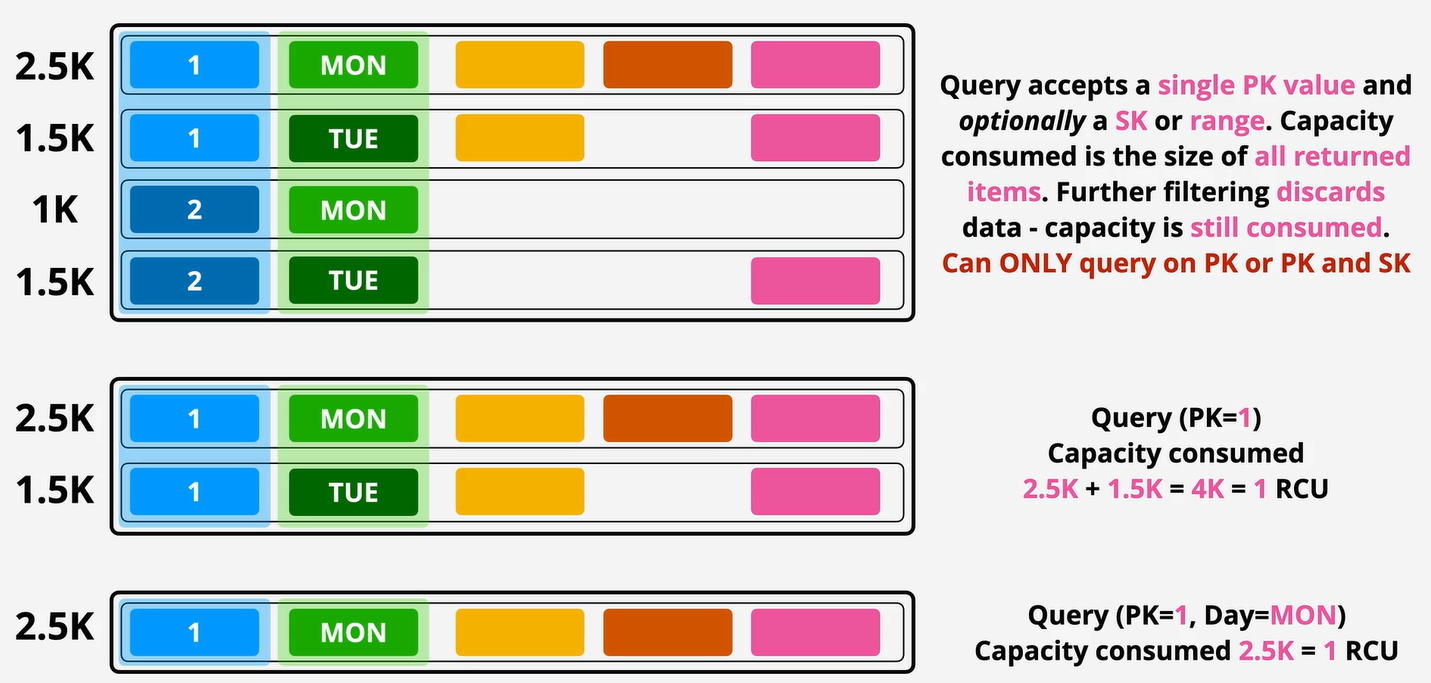 2.5K 1 MON
1.5K 1 TUE
1K 2 MON
1.5K 2 TUE
Query accepts a single PK value and
optionally a SK or range. Capacity
consumed is the size of all returned
items. Further filtering discards
data - capacity is still consumed.
Can ONLY query on PK or PK and SK
2.5K 1 MON
1.5K 1 TUE
Query (PK=1)
Capacity consumed
2.5K + 1.5K = 4K = 1 RCU
2.5K 1 MON
Query (PK=1, Day=MON)
Capacity consumed 2.5K = 1 RCU